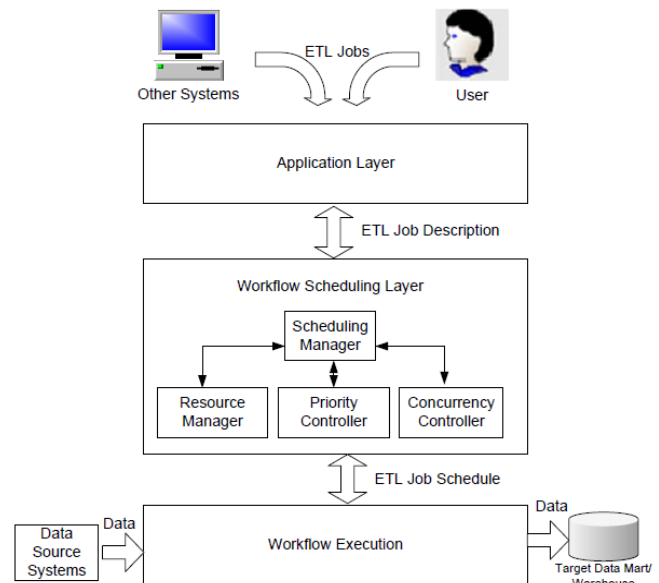 ETL Jobs
Other Systems
User
Application Layer
ETL Job Description
Workflow Scheduling Layer
Scheduling
Manager
Resource
Manager
Priority
Controller
Concurrency
Controller
ETL Job Schedule
Data
Data
Source
Systems
Workflow Execution
Data
Target Data Mart/
Warehouse